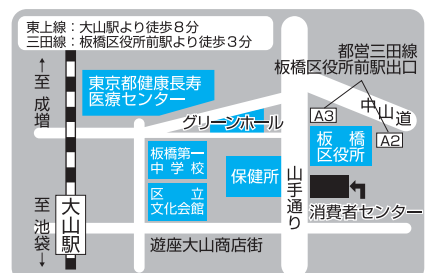 東上線：大山駅より徒歩８分
三田線：板橋区役所前駅より徒歩３分
都営三田線
板橋区役所前駅出口
←至 成増
東京都健康長寿
医療センター
グリーンホール
A3
中山道
A2
板橋
区役所
板橋第一
中学校
保健所
山手通り
区立
文化会館
消費者センター
大山駅
至 池袋→
遊座大山商店街